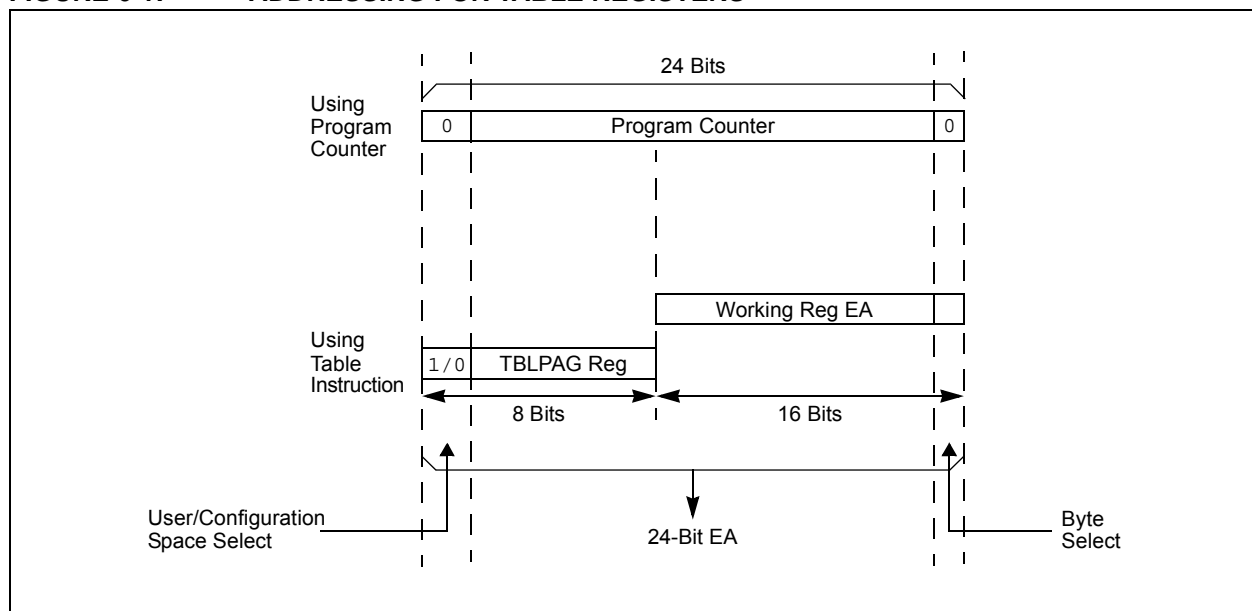 24 Bits
Using
Program
Counter
0
Program Counter
0
Working Reg EA
Using
Table
Instruction
1/0
TBLPAG Reg
8 Bits
16 Bits
User/Configuration
Space Select
24-Bit EA
Byte
Select